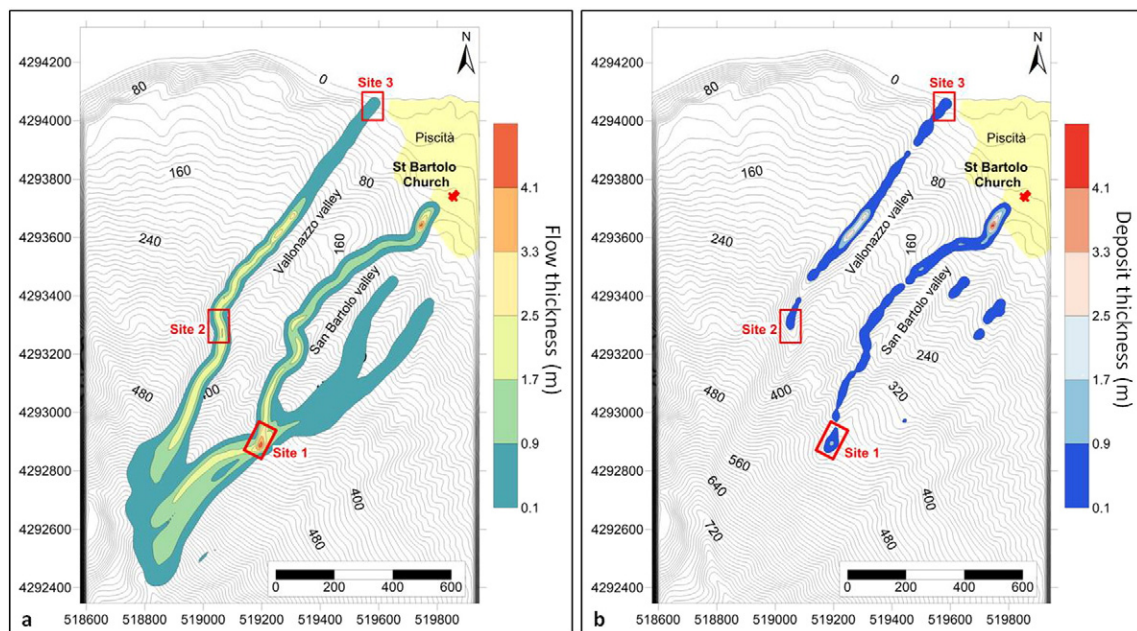 N
4294200
4294000
4293800
4293600
4293400
4293200
4293000
4292800
4292600
4292400
80
0
Site 3
Piscità
160
80
St Bartolo
Church
240
Vallonazzo valley
160
Site 2
San Bartolo valley
480
400
Site 1
400
480
0 200 400 600
a
518600 518800 519000 519200 519400 519600 519800
4.1
3.3
2.5
1.7
0.9
0.1
Flow thickness (m)
N
4294200
4294000
4293800
4293600
4293400
4293200
4293000
4292800
4292600
4292400
80
0
Site 3
Piscità
160
80
St Bartolo
Church
240
Vallonazzo valley
160
Site 2
San Bartolo valley
240
480
400
320
Site 1
560
640
400
720
480
0 200 400 600
b
518600 518800 519000 519200 519400 519600 519800
4.1
3.3
2.5
1.7
0.9
0.1
Deposit thickness (m)